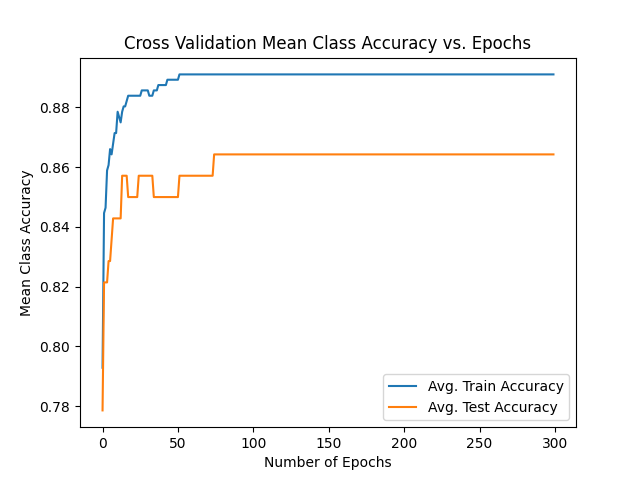 Cross Validation Mean Class Accuracy vs. Epochs
Mean Class Accuracy
0.88
0.86
0.84
0.82
0.80
0.78
Avg. Train Accuracy
Avg. Test Accuracy
0 50 100 150 200 250 300
Number of Epochs